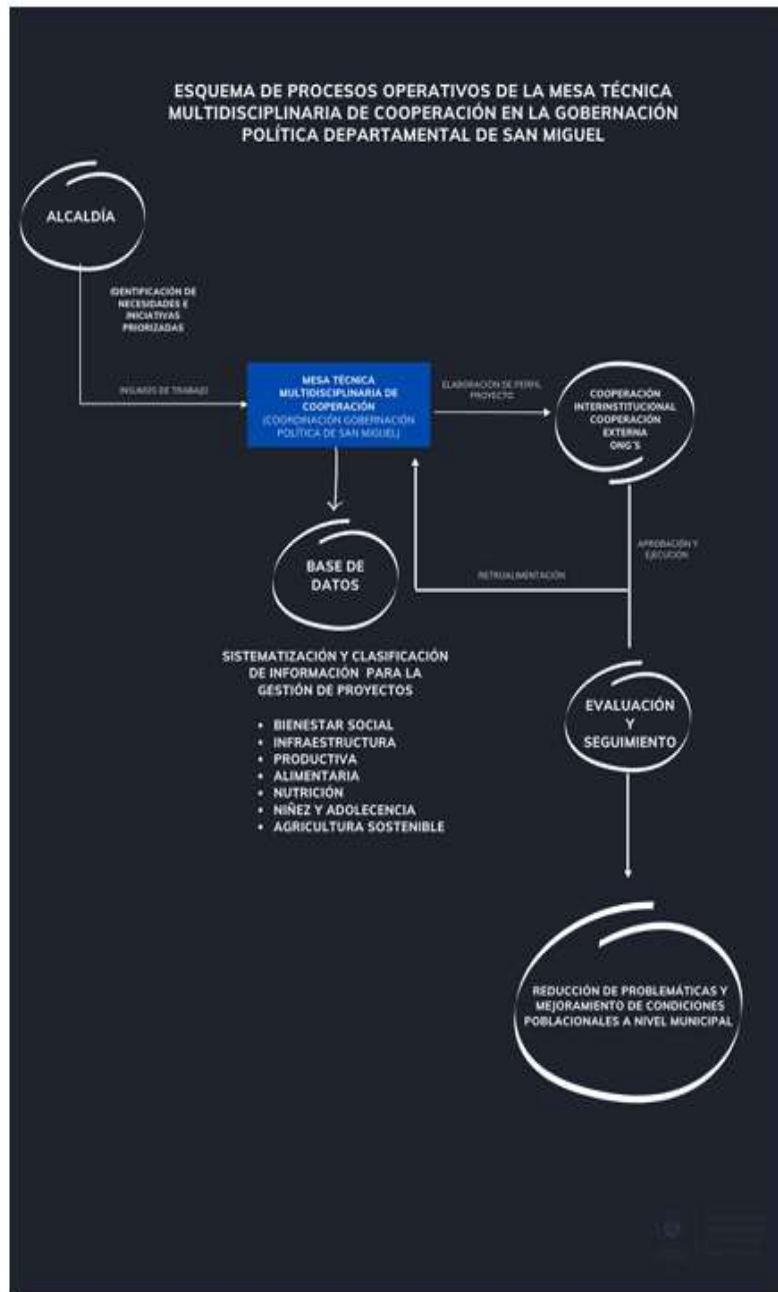 ESQUEMA DE PROCESOS OPERATIVOS DE LA MESA TÉCNICA
MULTIDISCIPLINARIA DE COOPERACIÓN EN LA GOBERNACIÓN
POLÍTICA DEPARTAMENTAL DE SAN MIGUEL
ALCALDÍA
IDENTIFICACIÓN DE
NECESIDADES E
INICIATIVAS
PRIORIZADAS
INSUMOS DE TRABAJO
MESA TÉCNICA
MULTIDISCIPLINARIA DE
COOPERACIÓN
(COORDINACIÓN GOBERNACIÓN
POLÍTICA DE SAN MIGUEL)
ELABORACIÓN DE PERFIL
PROYECTO
COOPERACIÓN
INTERINSTITUCIONAL
COOPERACIÓN
EXTERNA
ONG´S
BASE DE
DATOS
RETROALIMENTACIÓN
APROBACIÓN Y
EJECUCIÓN
SISTEMATIZACIÓN Y CLASIFICACIÓN
DE INFORMACIÓN PARA LA
GESTIÓN DE PROYECTOS
• BIENESTAR SOCIAL
• INFRAESTRUCTURA
• PRODUCTIVA
• ALIMENTARIA
• NUTRICIÓN
• NIÑEZ Y ADOLECENCIA
• AGRICULTURA SOSTENIBLE
EVALUACIÓN
Y
SEGUIMIENTO
REDUCCIÓN DE PROBLEMÁTICAS Y
MEJORAMIENTO DE CONDICIONES
POBLACIONALES A NIVEL MUNICIPAL